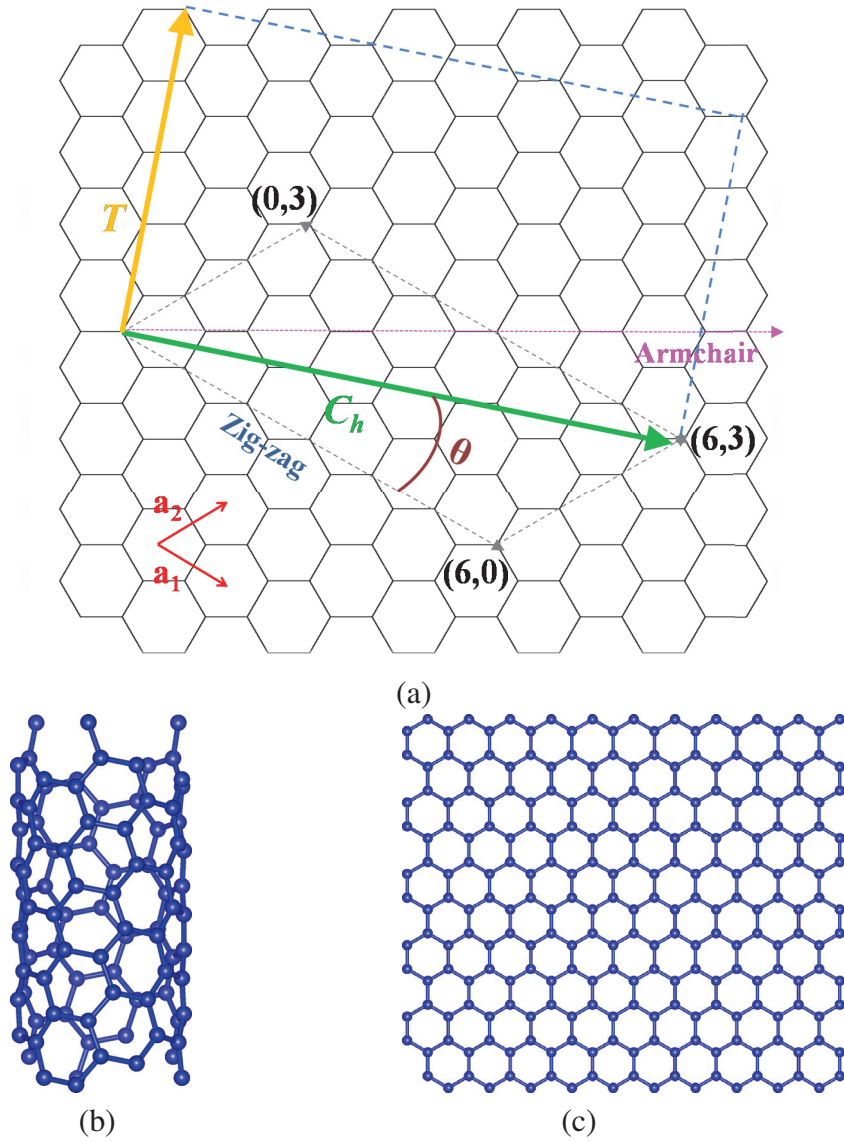 T
(0,3)
Armchair
C_h
Zig-zag
θ
(6,3)
a_2
a_1
(6,0)
(a)
(b)
(c)